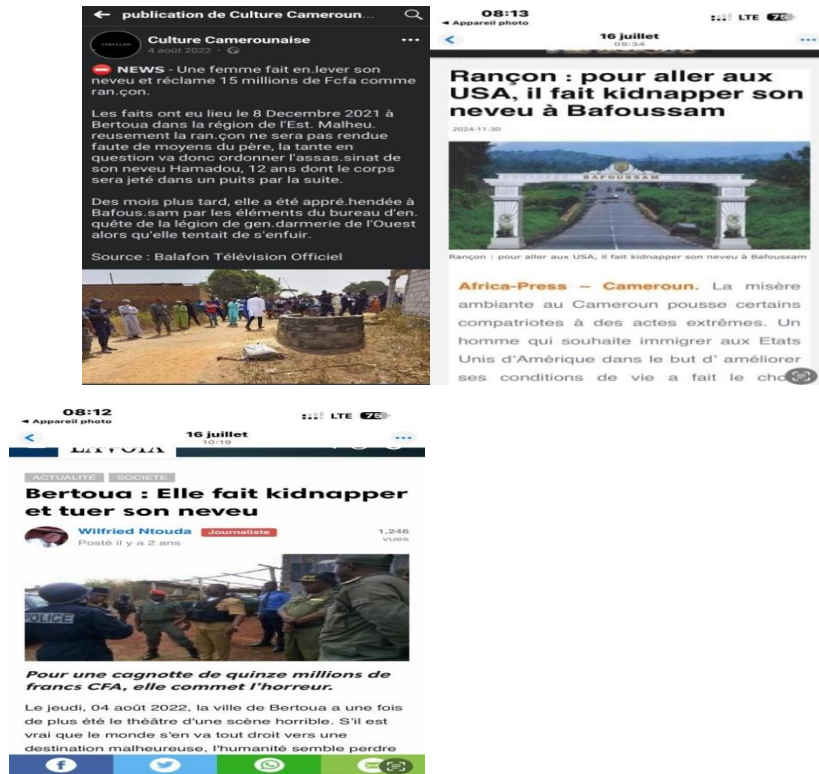 ← publication de Culture Cameroun...
Culture Camerounaise
4 août 2022
NEWS - Une femme fait en.lever son
neveu et réclame 15 millions de Fcfa comme
ran.çon.
Les faits ont eu lieu le 8 Decembre 2021 à
Bertoua dans la région de l'Est. Malheu.
reusement la ran.çon ne sera pas rendue
faute de moyens du père, la tante en
question va donc ordonner l'assas.sinat de
son neveu Hamadou, 12 ans dont le corps
sera jeté dans un puits par la suite.
Des mois plus tard, elle a été appré.hendée à
Bafous.sam par les éléments du bureau d'en.
quête de la légion de gen.darmerie de l'Ouest
alors qu'elle tentait de s'enfuir.
Source : Balafon Télévision Officiel
08:13
◄ Appareil photo
LTE 75
16 juillet
09:34
Rançon : pour aller aux
USA, il fait kidnapper son
neveu à Bafoussam
2024-11-30
BAFOUSSAM
Rançon : pour aller aux USA, il fait kidnapper son neveu à Bafoussam
Africa-Press – Cameroun. La misère
ambiante au Cameroun pousse certains
compatriotes à des actes extrêmes. Un
homme qui souhaite immigrer aux Etats
Unis d'Amérique dans le but d' améliorer
ses conditions de vie a fait le
08:12
◄ Appareil photo
LTE 75
16 juillet
10:19
ACTUALITÉ SOCIETE
Bertoua : Elle fait kidnapper
et tuer son neveu
Wilfried Ntouda Journaliste
Posté il y a 2 ans
1,246
vues
POLICE
Pour une cagnotte de quinze millions de
francs CFA, elle commet l'horreur.
Le jeudi, 04 août 2022, la ville de Bertoua a une fois
de plus été le théâtre d'une scène horrible. S'il est
vrai que le monde s'en va tout droit vers une
destination malheureuse, l'humanité semble perdre